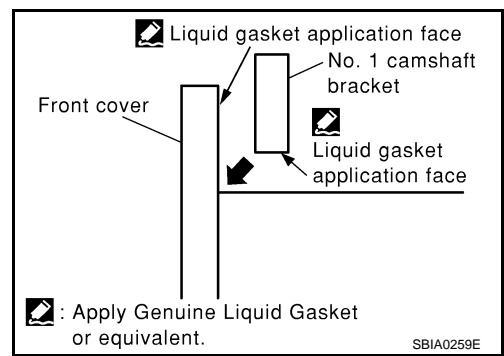 Liquid gasket application face
No. 1 camshaft
bracket
Front cover
Liquid gasket
application face
: Apply Genuine Liquid Gasket
or equivalent.
SBIA0259E